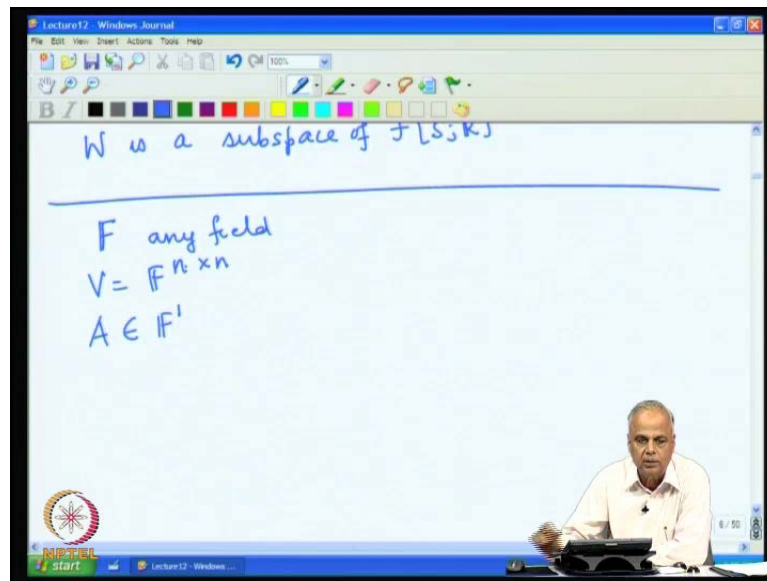 Lecture12 - Windows Journal
File Edit View Insert Actions Tools Help
100%
B I
W is a subspace of F[S; R]
F any field
V = F^{n × n}
A ∈ F^{1}
6 / 50
NPTEL
start
Lecture12 - Windows ...